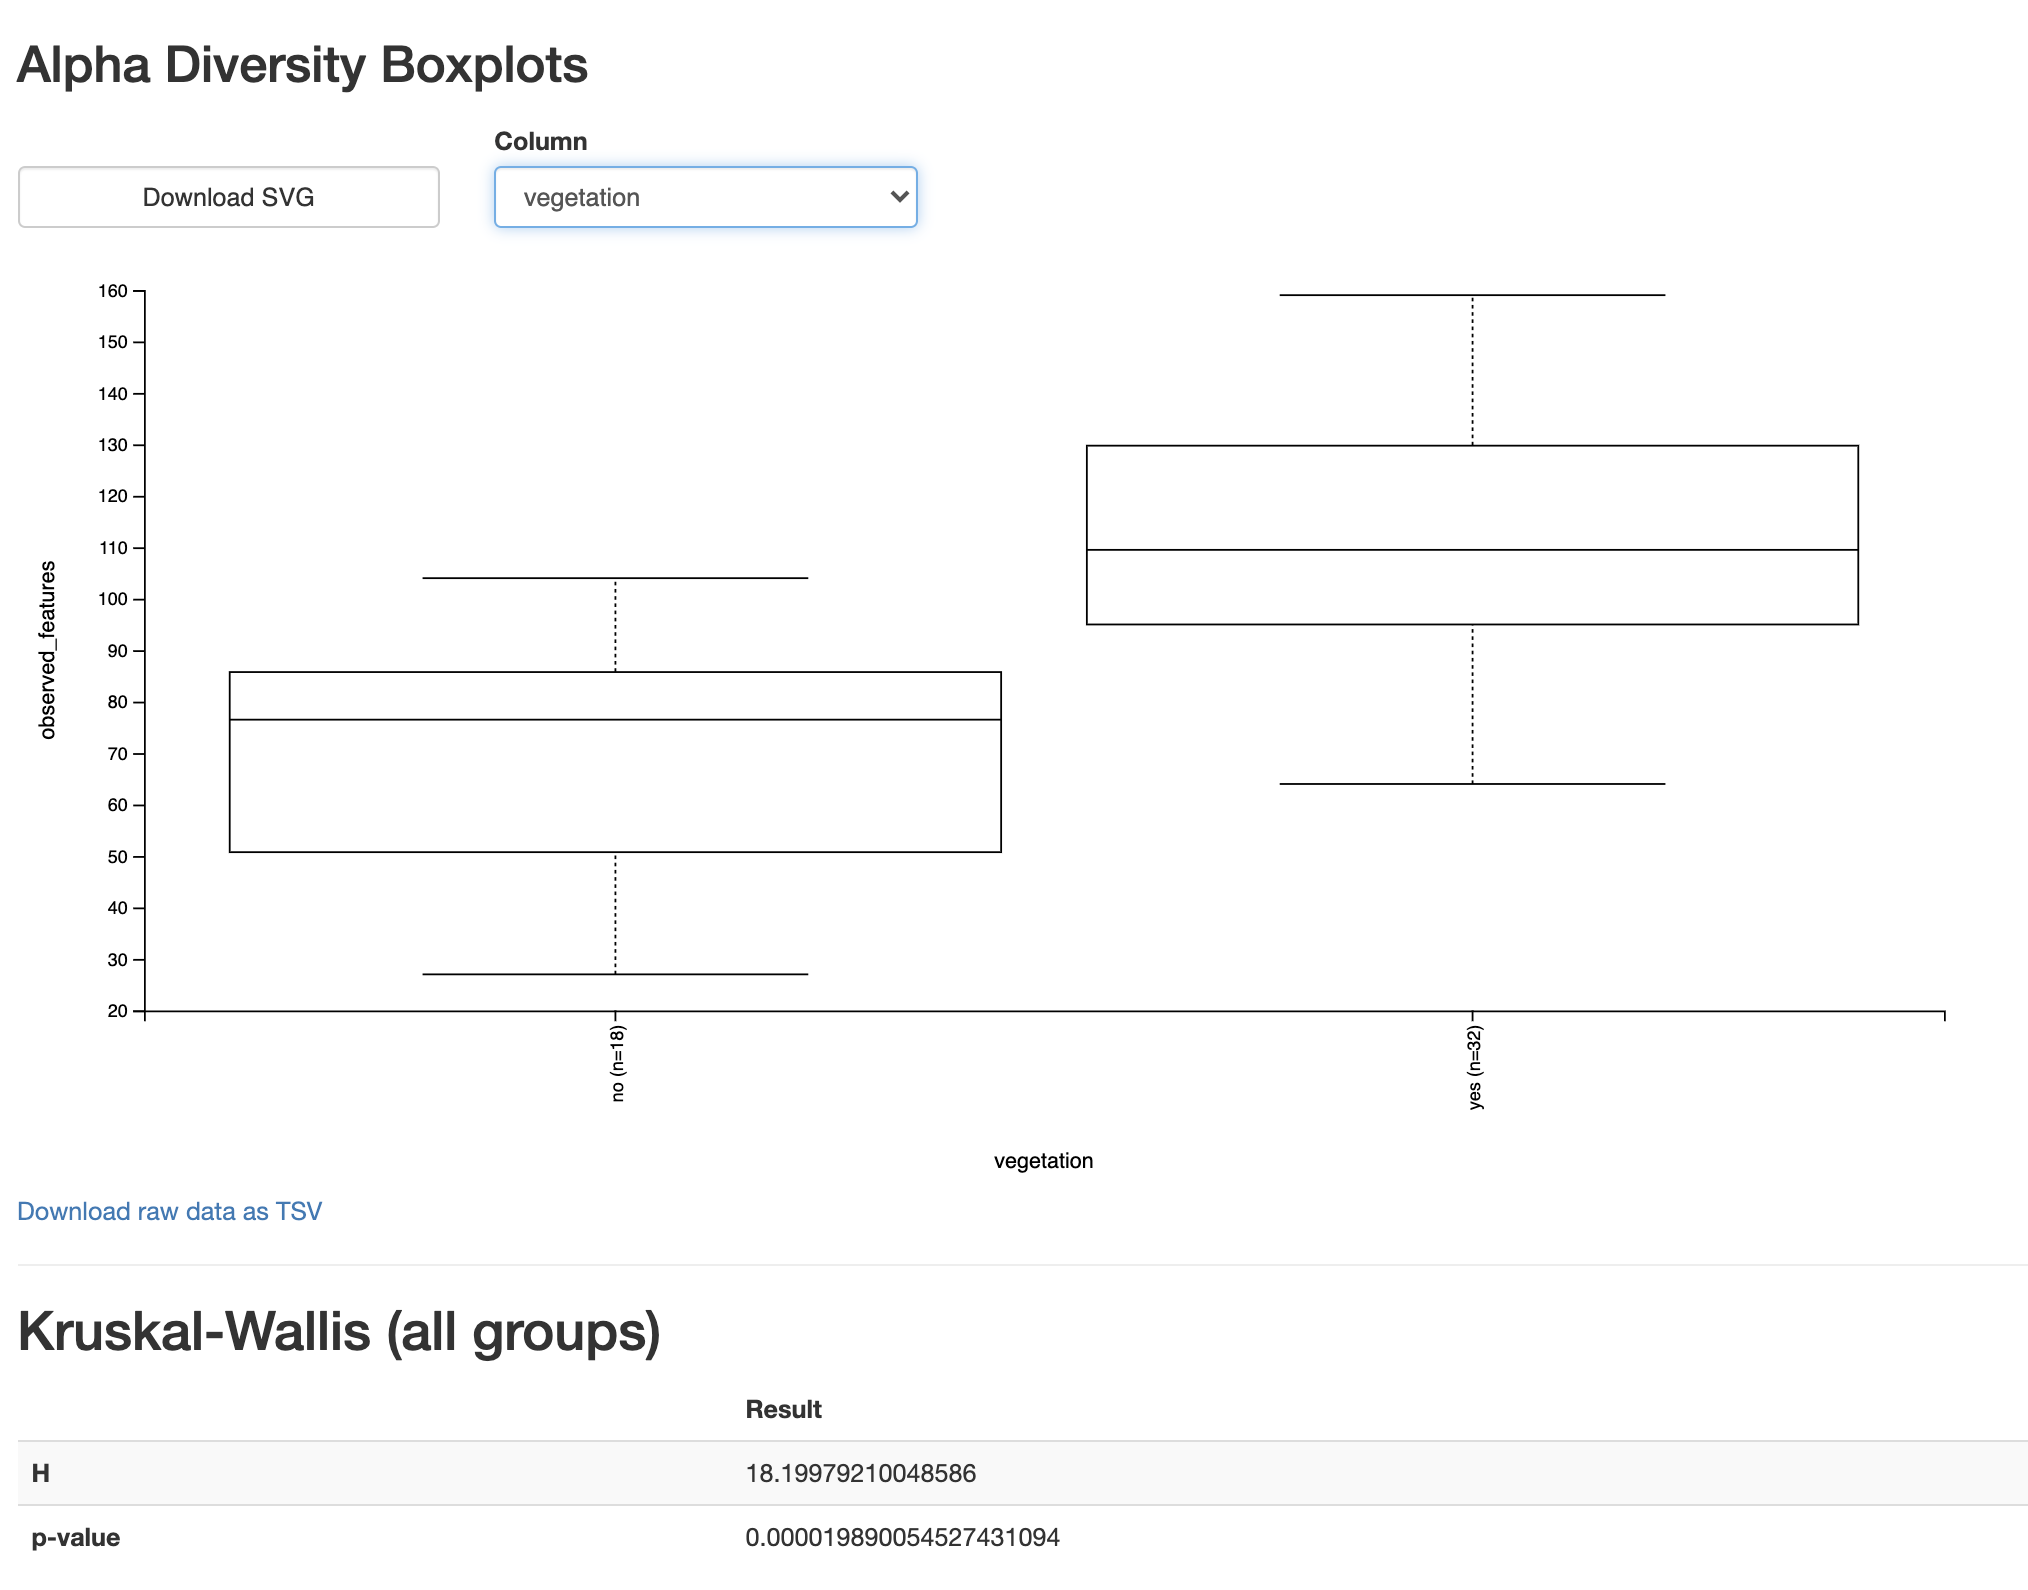 Alpha Diversity Boxplots
Column
Download SVG
vegetation
160
150
140
130
120
110
100
90
80
70
60
50
40
30
20
observed_features
no (n=18)
yes (n=32)
vegetation
Download raw data as TSV
Kruskal-Wallis (all groups)
Result
H 18.19979210048586
p-value 0.000019890054527431094